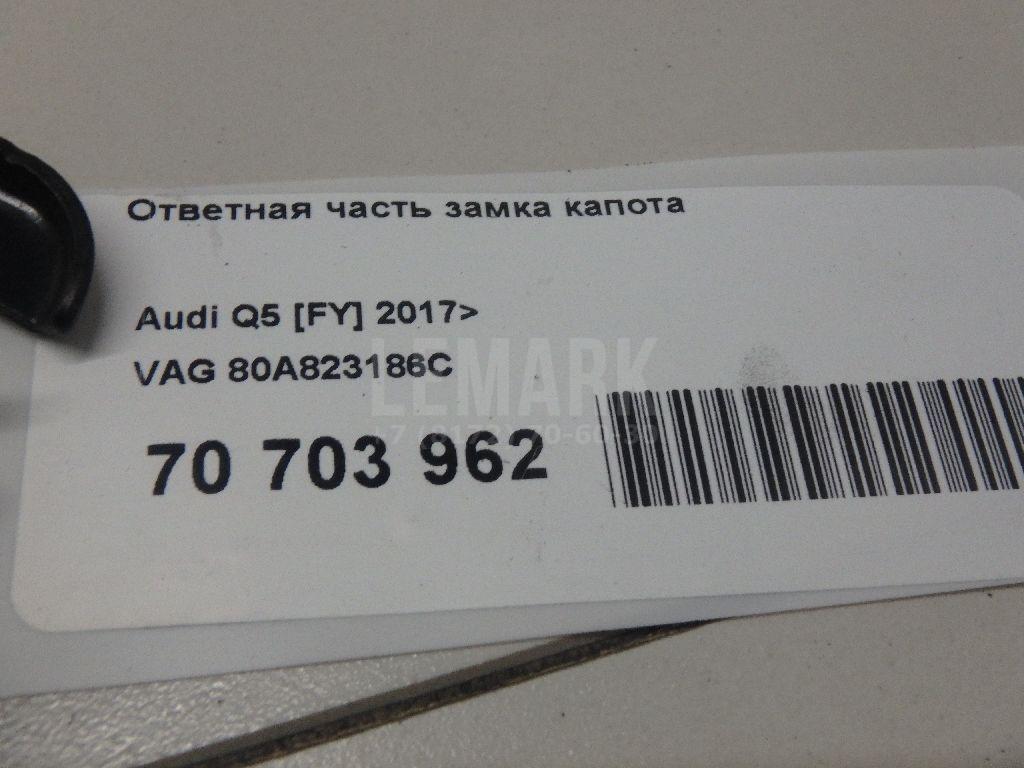 Ответная часть замка капота
Audi Q5 [FY] 2017>
VAG 80A823186C
LEMARK
70 703 962